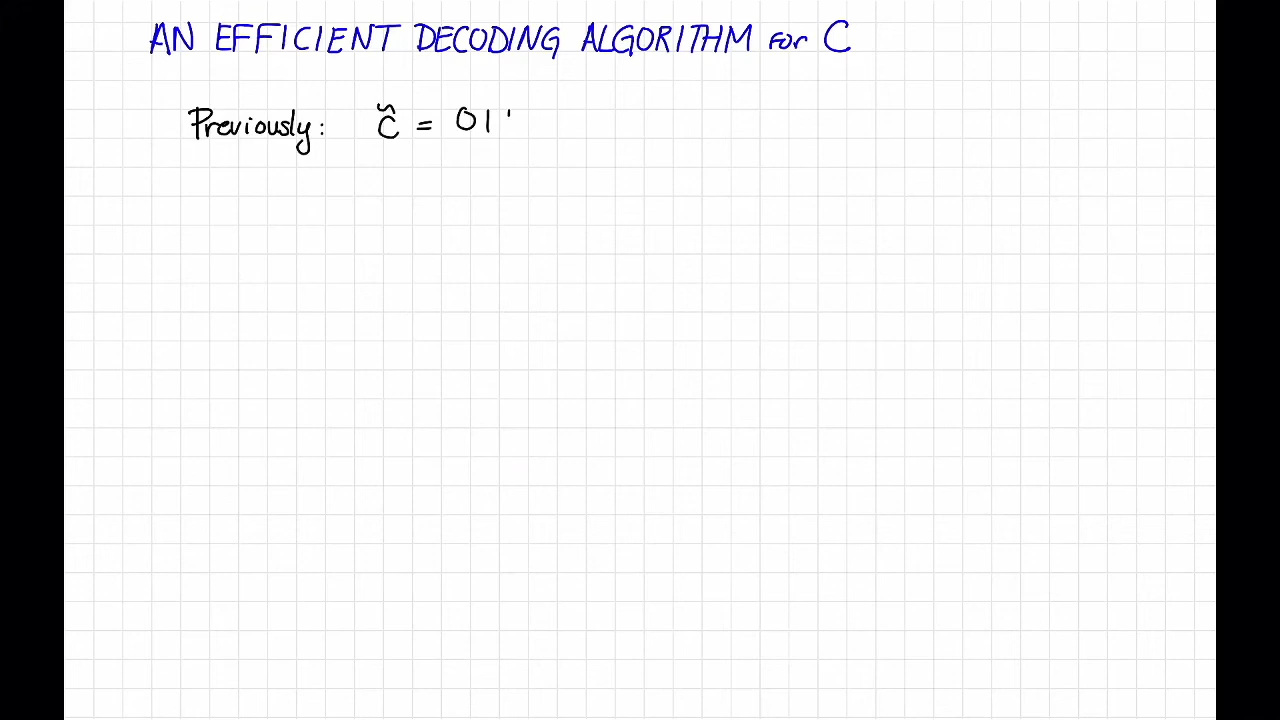 AN EFFICIENT DECODING ALGORITHM for C
Previously: c̃ = 01